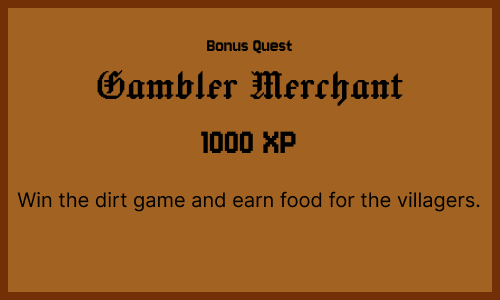 Bonus Quest
Gambler Merchant
1000 XP
Win the dirt game and earn food for the villagers.